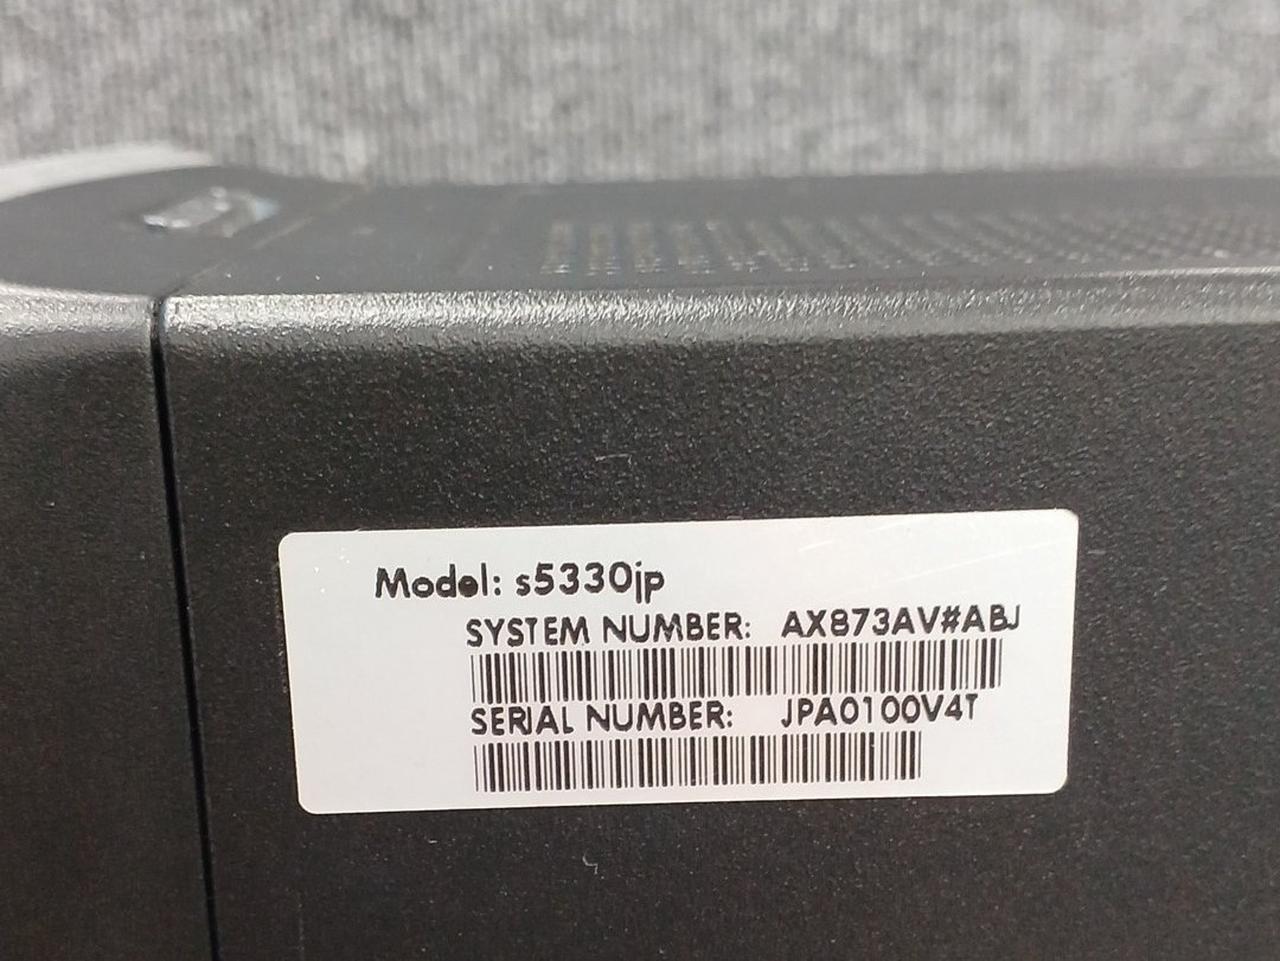 Model: s5330jp
SYSTEM NUMBER: AX873AV#ABJ
SERIAL NUMBER: JPA0100V4T